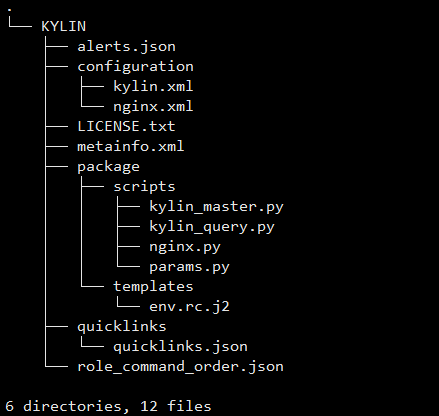 .
└── KYLIN
    ├── alerts.json
    ├── configuration
    │   ├── kylin.xml
    │   └── nginx.xml
    ├── LICENSE.txt
    ├── metainfo.xml
    ├── package
    │   ├── scripts
    │   │   ├── kylin_master.py
    │   │   ├── kylin_query.py
    │   │   ├── nginx.py
    │   │   └── params.py
    │   └── templates
    │       └── env.rc.j2
    ├── quicklinks
    │   └── quicklinks.json
    └── role_command_order.json

6 directories, 12 files